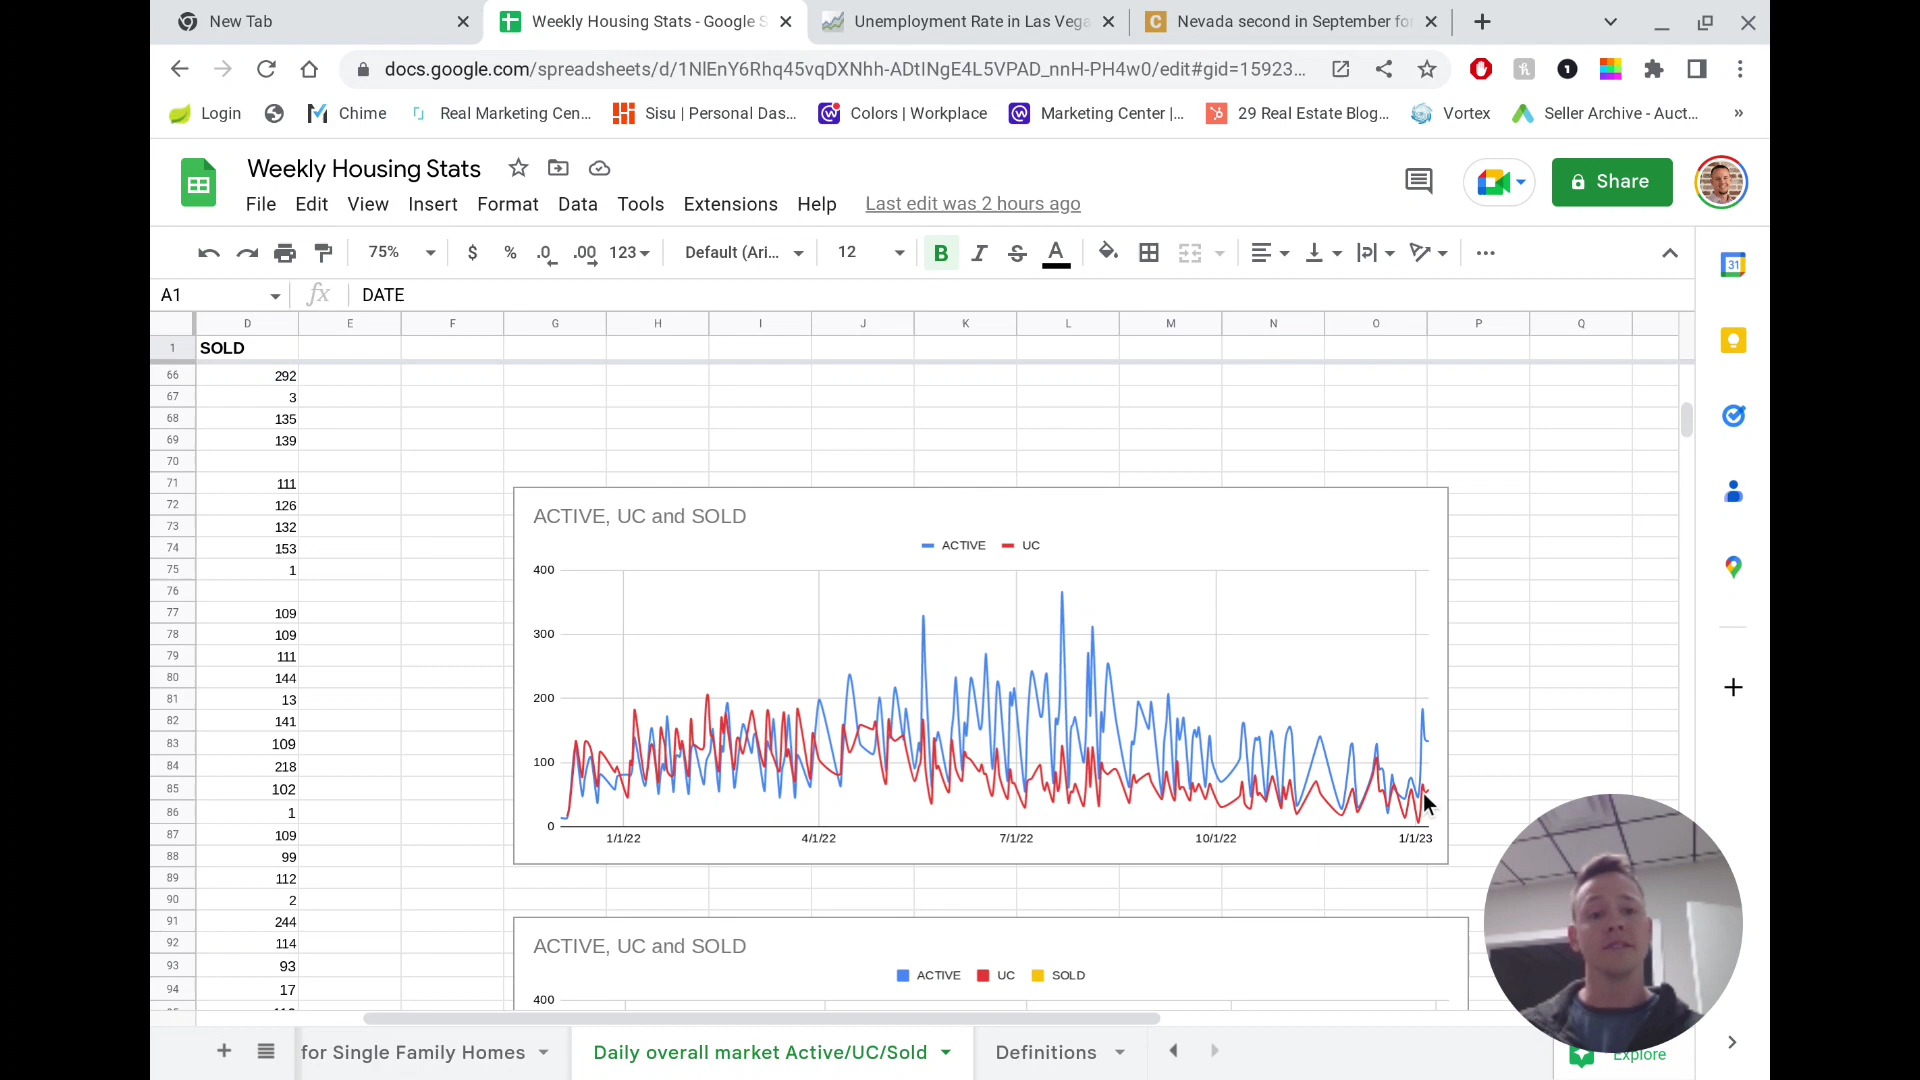 New Tab
Weekly Housing Stats - Google S
Unemployment Rate in Las Vega
Nevada second in September fo
docs.google.com/spreadsheets/d/1NlEnY6Rhq45vqDXNhh-ADtINgE4L5VPAD_nnH-PH4w0/edit#gid=15923...
Login
Chime
Real Marketing Cen...
Sisu | Personal Das...
Colors | Workplace
Marketing Center |...
29 Real Estate Blog...
Vortex
Seller Archive - Auct...
»
Weekly Housing Stats
Share
File Edit View Insert Format Data Tools Extensions Help Last edit was 2 hours ago
75% $ % .0 .00 123 Default (Ari... 12 B I S A
31
A1 fx DATE
D E F G H I J K L M N O P Q
1 SOLD
66 292
67 3
68 135
69 139
70
71 111
72 126
73 132
74 153
75 1
76
77 109
78 109
79 111
80 144
81 13
82 141
83 109
84 218
85 102
86 1
87 109
88 99
89 112
90 2
91 244
92 114
93 93
94 17
ACTIVE, UC and SOLD
ACTIVE UC
400
300
200
100
0
1/1/22 4/1/22 7/1/22 10/1/22 1/1/23
ACTIVE, UC and SOLD
ACTIVE UC SOLD
400
for Single Family Homes
Daily overall market Active/UC/Sold
Definitions
Explore